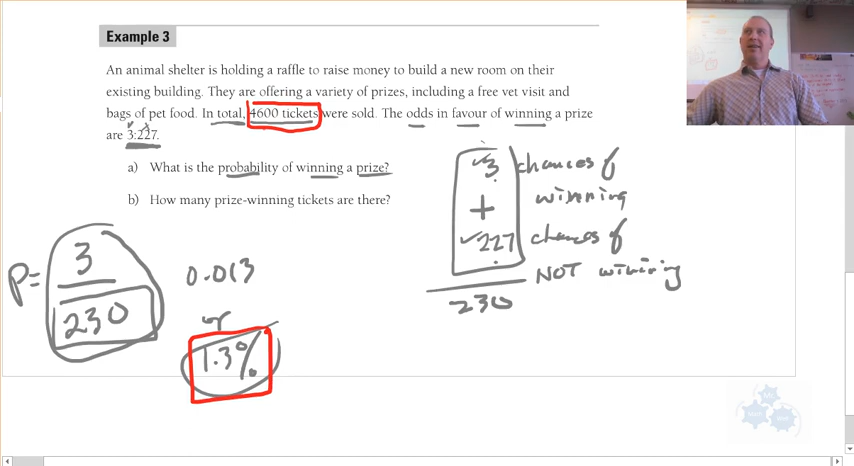 Example 3
An animal shelter is holding a raffle to raise money to build a new room on their
existing building. They are offering a variety of prizes, including a free vet visit and
bags of pet food. In total, 4600 tickets were sold. The odds in favour of winning a prize
are 3:227.
a) What is the probability of winning a prize?
b) How many prize-winning tickets are there?
3 chances of
winning
+
227 chances of
NOT winning
230
P= 3
230
0.013
or
1.3%